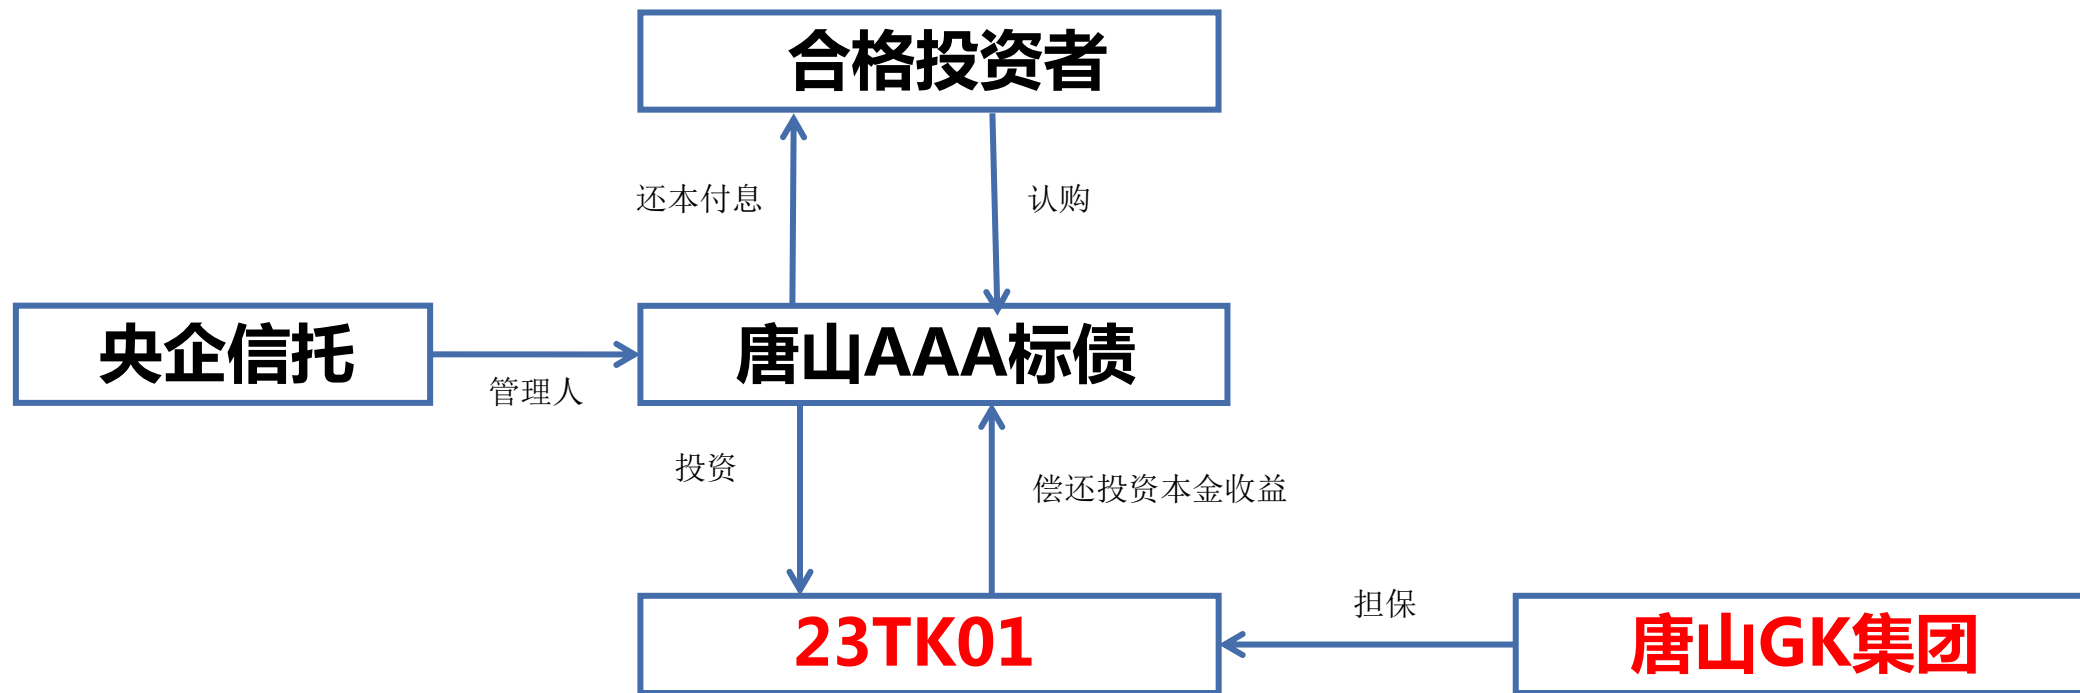 合格投资者
还本付息
认购
央企信托
管理人
唐山AAA标债
投资
偿还投资本金收益
23TK01
担保
唐山GK集团